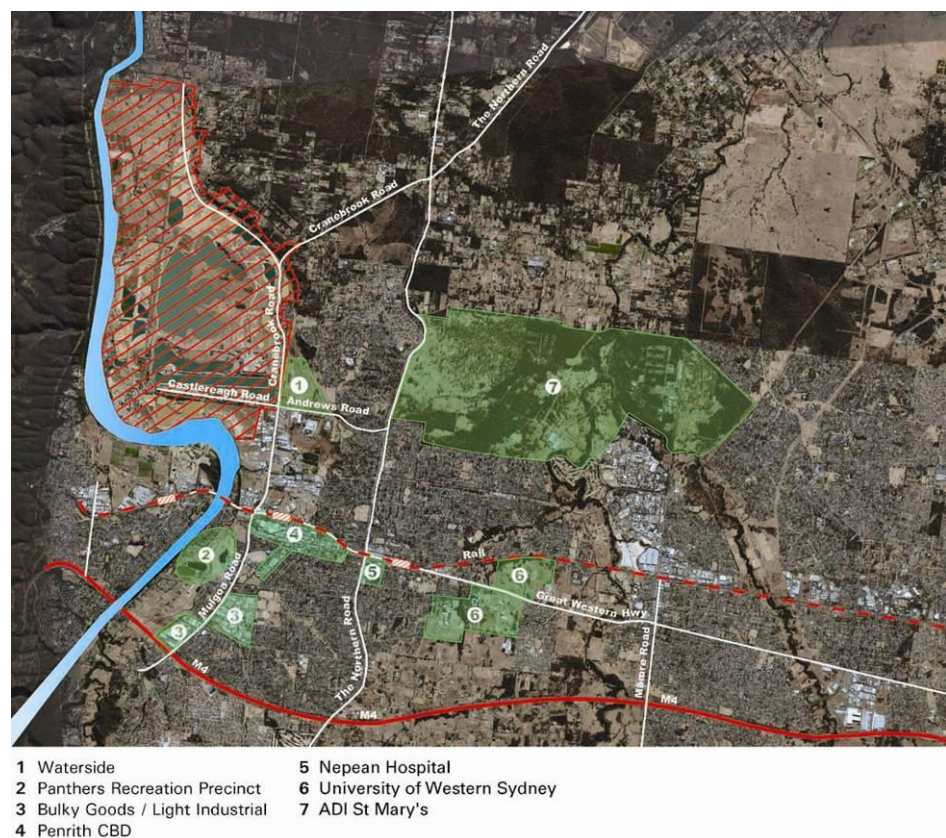 The Northern Road
Cranebrook Road
Cranebrook Road
1
Castlereagh Road
Andrews Road
7
4
2
Rail
5
6
Mulgoa Road
Great Western Hwy
3
6
3
The Northern Road
Mamre Road
M4
M4
M4
1 Waterside
2 Panthers Recreation Precinct
3 Bulky Goods / Light Industrial
4 Penrith CBD
5 Nepean Hospital
6 University of Western Sydney
7 ADI St Mary's